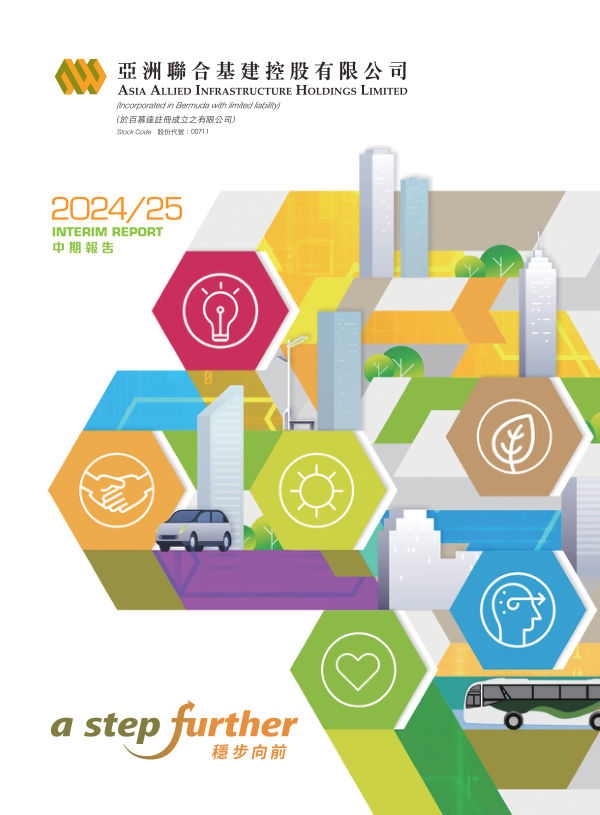 亞洲聯合基建控股有限公司
ASIA ALLIED INFRASTRUCTURE HOLDINGS LIMITED
(Incorporated in Bermuda with limited liability)
(於百慕達註冊成立之有限公司)
Stock Code 股份代號：00711
2024/25
INTERIM REPORT
中期報告
a step further
穩步向前